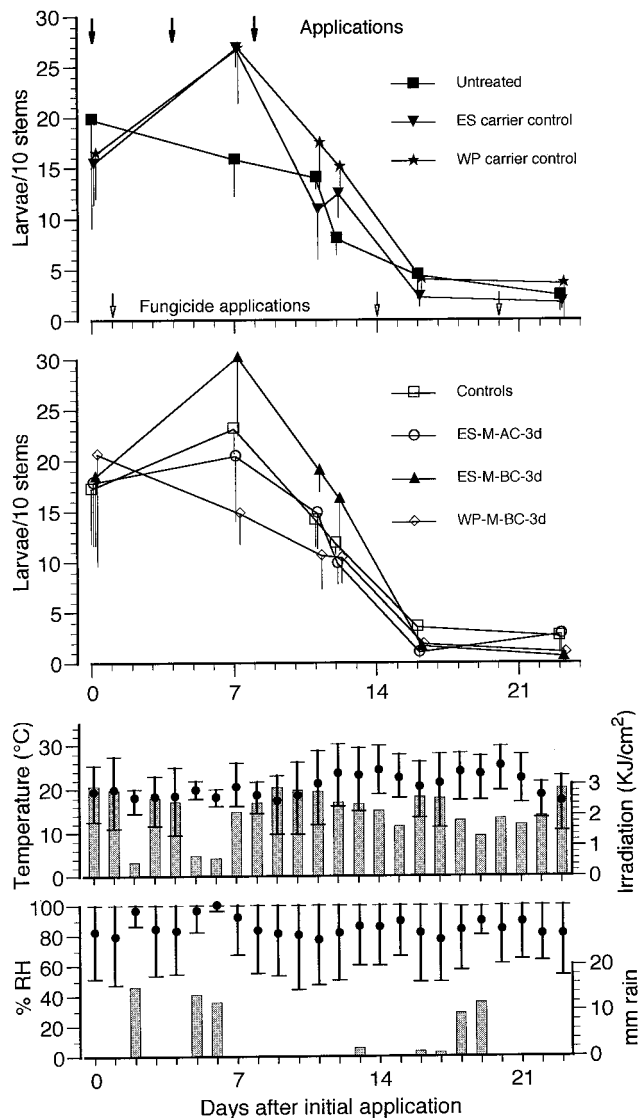 Applications
30
25
20
15
10
5
0
Larvae/10 stems
Untreated
ES carrier control
WP carrier control
Fungicide applications
30
25
20
15
10
5
0
Larvae/10 stems
Controls
ES-M-AC-3d
ES-M-BC-3d
WP-M-BC-3d
0 7 14 21
Temperature (°C)
30
20
10
0
3
2
1
0
Irradiation (KJ/cm²)
% RH
100
80
60
40
20
0
20
10
0
mm rain
0 7 14 21
Days after initial application